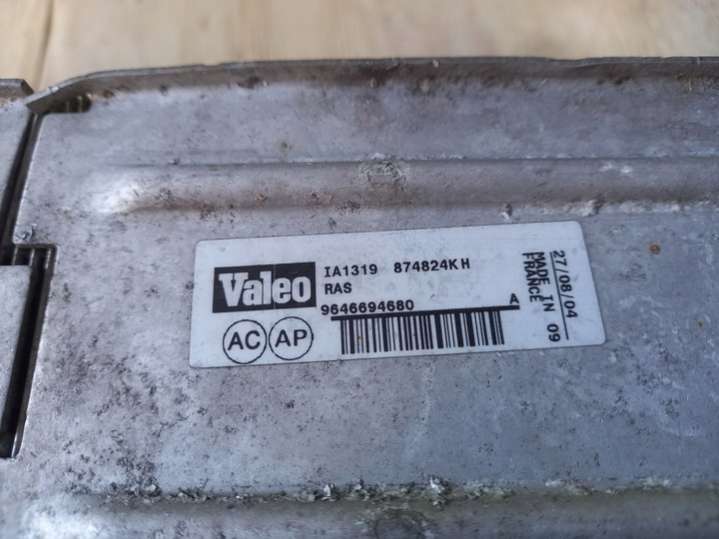 Valeo
IA1319 874824KH
RAS
9646694680 A
AC AP
27/08/04
MADE IN 09
FRANCE